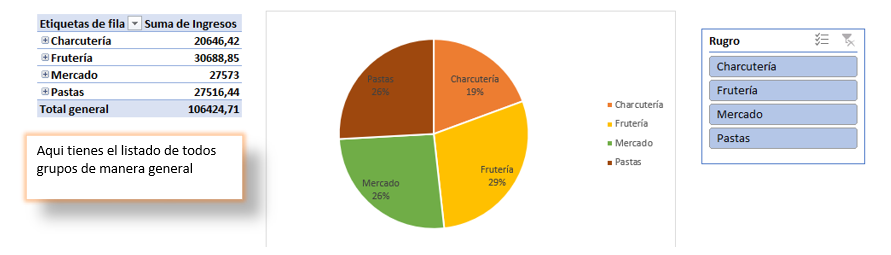 Etiquetas de fila Suma de Ingresos
Charcutería 20646,42
Frutería 30688,85
Mercado 27573
Pastas 27516,44
Total general 106424,71
Aqui tienes el listado de todos
grupos de manera general
Pastas
26%
Charcutería
19%
Mercado
26%
Frutería
29%
Charcutería
Frutería
Mercado
Pastas
Rugro
Charcutería
Frutería
Mercado
Pastas